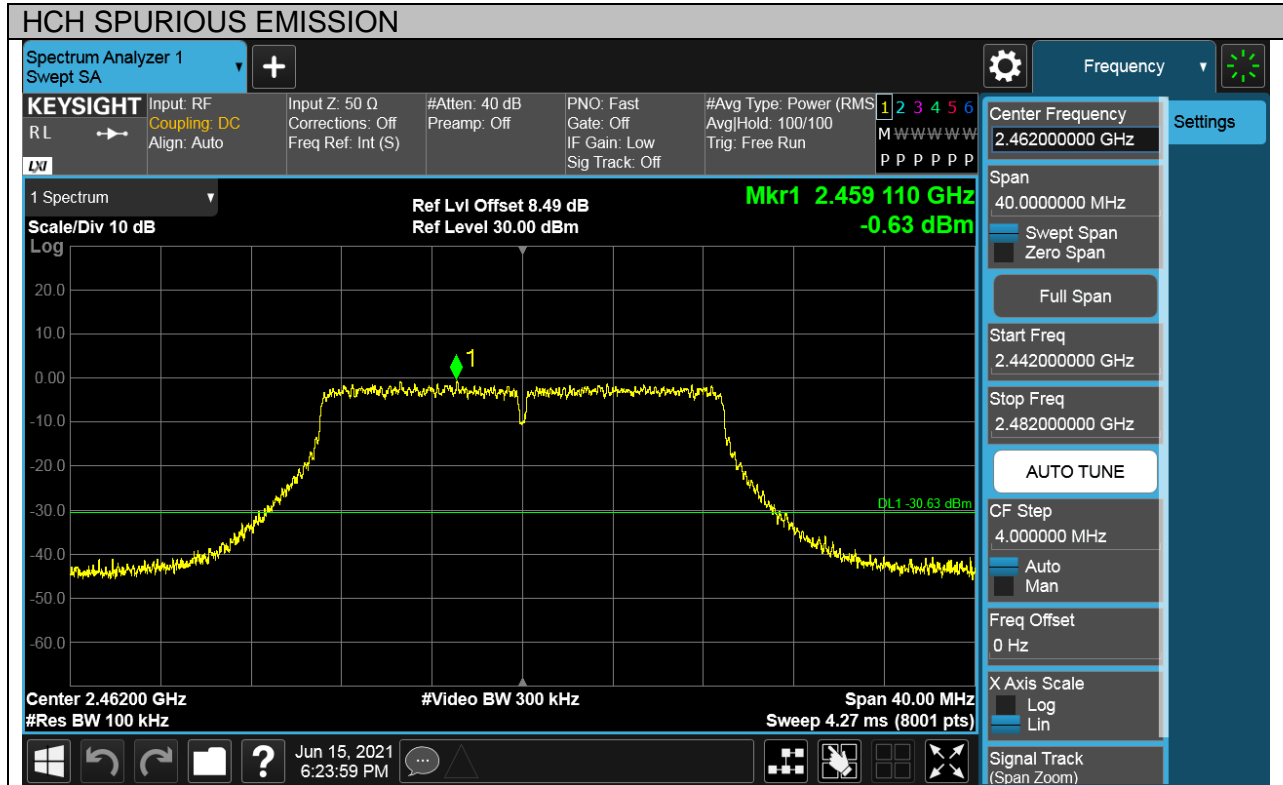 HCH SPURIOUS EMISSION
Spectrum Analyzer 1
Swept SA
Frequency
KEYSIGHT
RL
LXI
Input: RF
Coupling: DC
Align: Auto
Input Z: 50 Ω
Corrections: Off
Freq Ref: Int (S)
#Atten: 40 dB
Preamp: Off
PNO: Fast
Gate: Off
IF Gain: Low
Sig Track: Off
#Avg Type: Power (RMS
Avg|Hold: 100/100
Trig: Free Run
1 2 3 4 5 6
M W W W W W
P P P P P P
Center Frequency
2.462000000 GHz
Settings
Span
40.0000000 MHz
Swept Span
Zero Span
Full Span
Start Freq
2.442000000 GHz
Stop Freq
2.482000000 GHz
AUTO TUNE
CF Step
4.000000 MHz
Auto
Man
Freq Offset
0 Hz
X Axis Scale
Log
Lin
Signal Track
(Span Zoom)
1 Spectrum
Scale/Div 10 dB
Ref Lvl Offset 8.49 dB
Ref Level 30.00 dBm
Mkr1 2.459 110 GHz
-0.63 dBm
Log
20.0
10.0
0.00
-10.0
-20.0
-30.0
-40.0
-50.0
-60.0
1
DL1 -30.63 dBm
Center 2.46200 GHz
#Video BW 300 kHz
Span 40.00 MHz
#Res BW 100 kHz
Sweep 4.27 ms (8001 pts)
?
Jun 15, 2021
6:23:59 PM